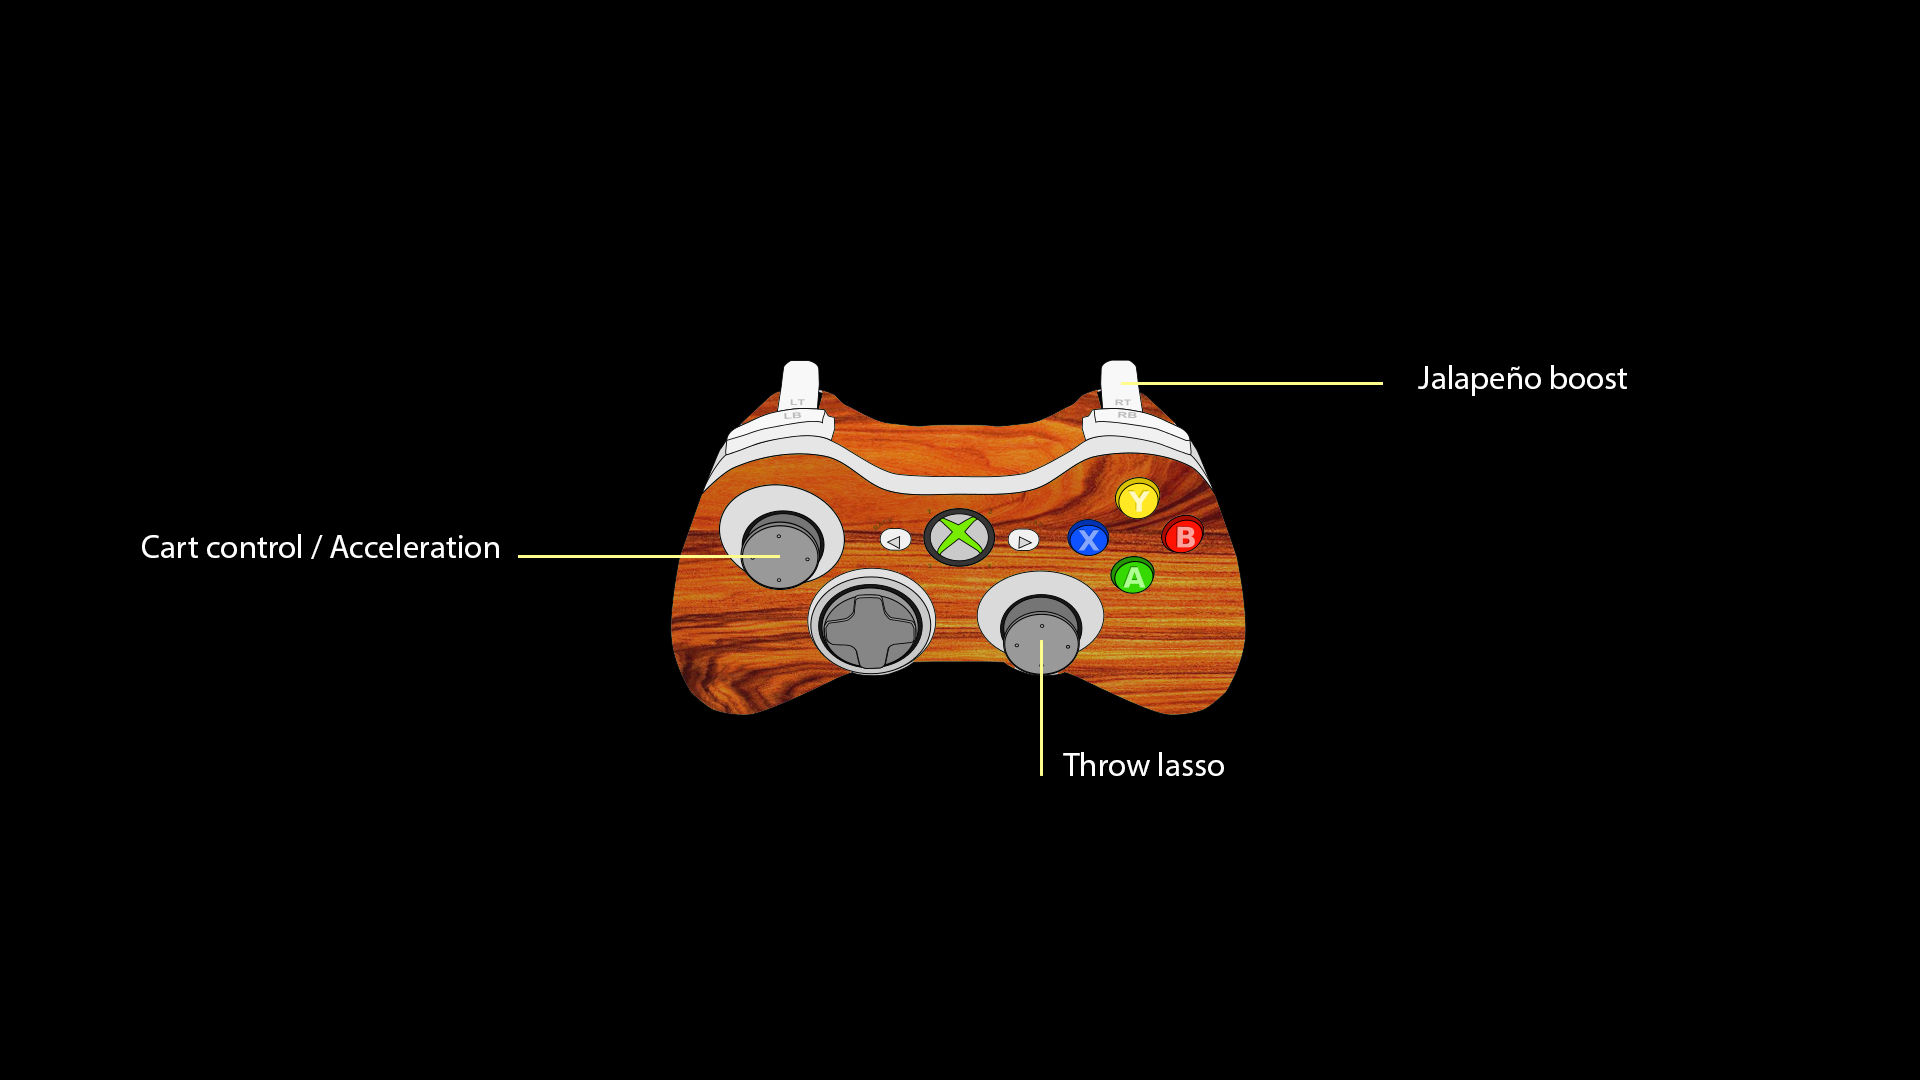 Jalapeño boost
LT
RT
LB
RB
Y
B
X
A
Cart control / Acceleration
Throw lasso